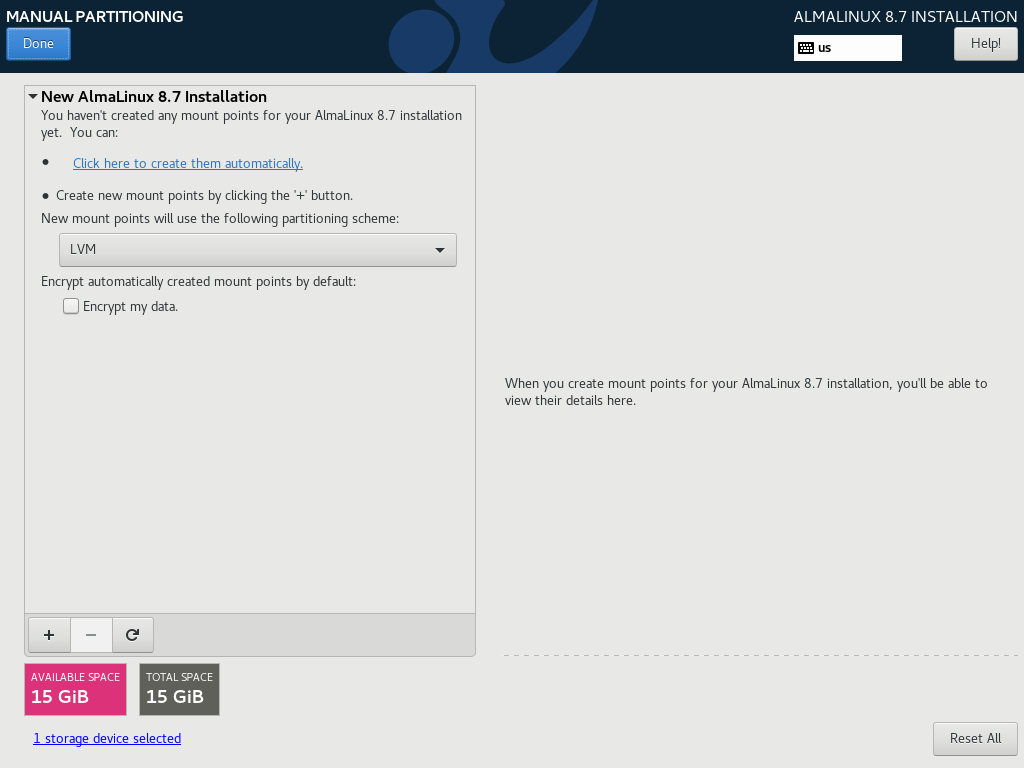 MANUAL PARTITIONING
ALMALINUX 8.7 INSTALLATION
Done
us
Help!
New AlmaLinux 8.7 Installation
You haven't created any mount points for your AlmaLinux 8.7 installation
yet.  You can:
• Click here to create them automatically.
• Create new mount points by clicking the '+' button.
New mount points will use the following partitioning scheme:
LVM
Encrypt automatically created mount points by default:
Encrypt my data.
When you create mount points for your AlmaLinux 8.7 installation, you'll be able to
view their details here.
+ −
AVAILABLE SPACE
15 GiB
TOTAL SPACE
15 GiB
1 storage device selected
Reset All